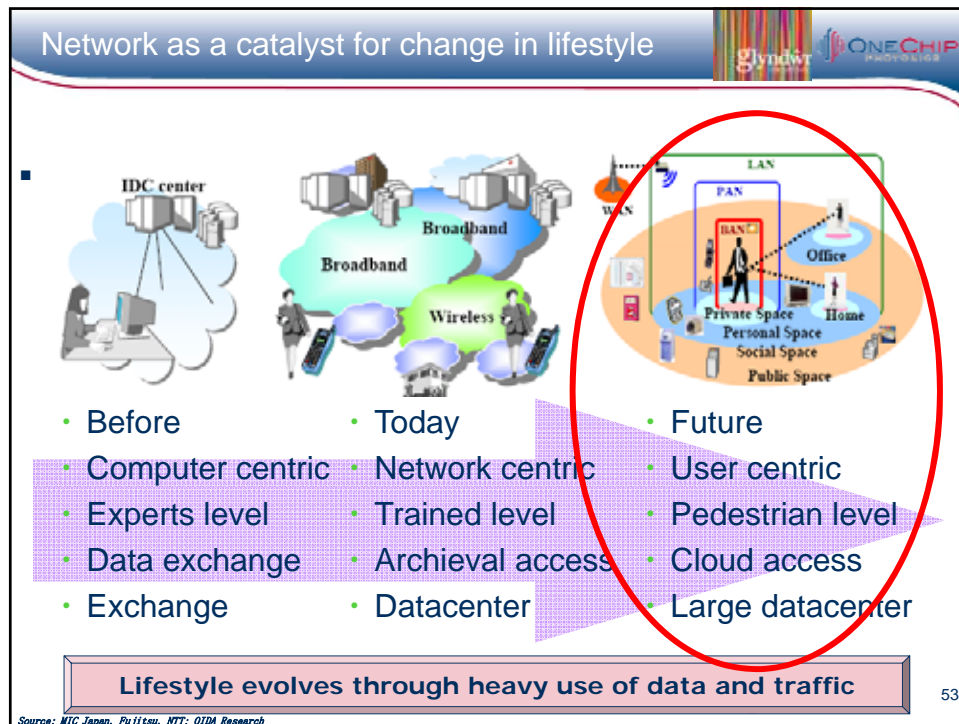 Network as a catalyst for change in lifestyle
glyndŵr
ONECHIP
PHOTONICS
IDC center
Broadband
Broadband
Wireless
WAN
LAN
PAN
BAN
Office
Private Space
Home
Personal Space
Social Space
Public Space
• Before
• Computer centric
• Experts level
• Data exchange
• Exchange
• Today
• Network centric
• Trained level
• Archieval access
• Datacenter
• Future
• User centric
• Pedestrian level
• Cloud access
• Large datacenter
Lifestyle evolves through heavy use of data and traffic
53
Source: MIC Japan, Fujitsu, NTT; OIDA Research